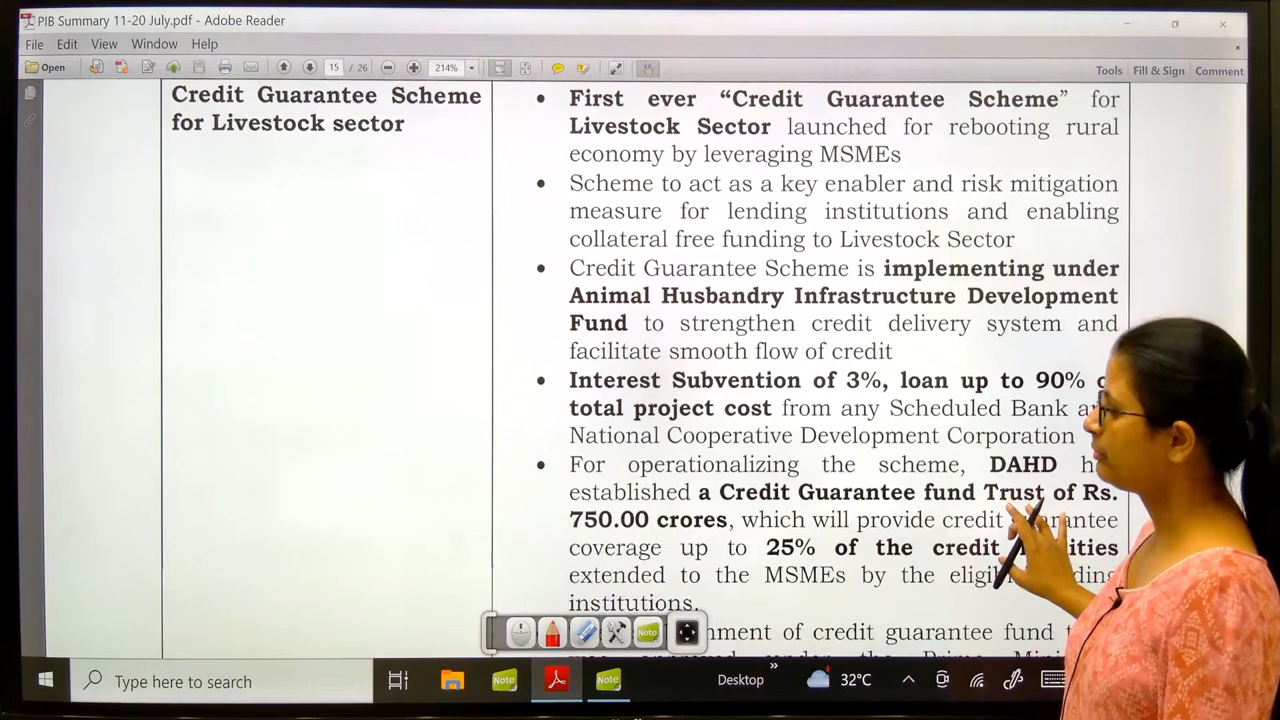 PIB Summary 11-20 July.pdf - Adobe Reader
File Edit View Window Help
Open 15 / 26 214% Tools Fill & Sign Comment
Credit Guarantee Scheme
for Livestock sector
• First ever “Credit Guarantee Scheme” for
Livestock Sector launched for rebooting rural
economy by leveraging MSMEs
• Scheme to act as a key enabler and risk mitigation
measure for lending institutions and enabling
collateral free funding to Livestock Sector
• Credit Guarantee Scheme is implementing under
Animal Husbandry Infrastructure Development
Fund to strengthen credit delivery system and
facilitate smooth flow of credit
• Interest Subvention of 3%, loan up to 90%
total project cost from any Scheduled Bank
National Cooperative Development Corporation
• For operationalizing the scheme, DAHD
established a Credit Guarantee fund Trust of Rs.
750.00 crores, which will provide credit
coverage up to 25% of the credit
extended to the MSMEs by the
institutions.
of credit guarantee fund
Note
Type here to search
Note
Note
Desktop
32°C